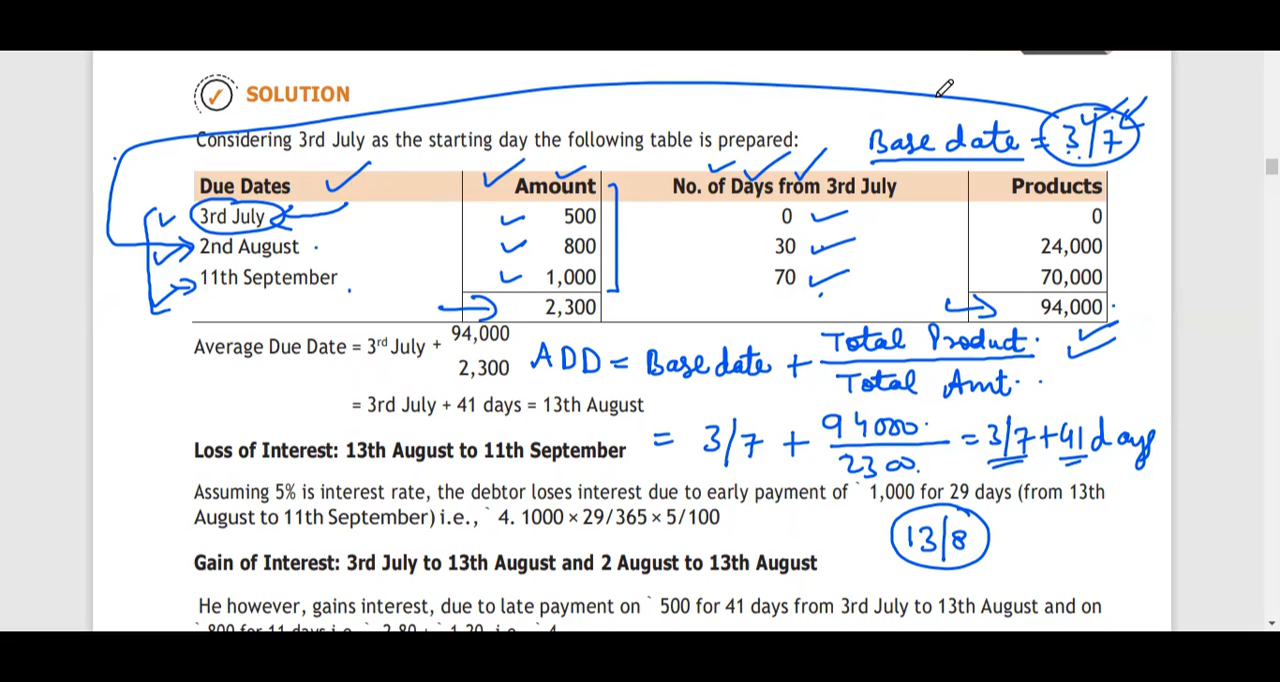 SOLUTION
Considering 3rd July as the starting day the following table is prepared:
Base date = 3/7
Due Dates Amount No. of Days from 3rd July Products
3rd July 500 0 0
2nd August 800 30 24,000
11th September 1,000 70 70,000
2,300 94,000
Average Due Date = 3rd July + 94,000
2,300
ADD = Base date + Total Product
Total Amt.
= 3rd July + 41 days = 13th August
= 3/7 + 94000 = 3/7 + 41 days
2300
Loss of Interest: 13th August to 11th September
Assuming 5% is interest rate, the debtor loses interest due to early payment of ` 1,000 for 29 days (from 13th
August to 11th September) i.e., ` 4. 1000 × 29/365 × 5/100
13/8
Gain of Interest: 3rd July to 13th August and 2 August to 13th August
He however, gains interest, due to late payment on ` 500 for 41 days from 3rd July to 13th August and on